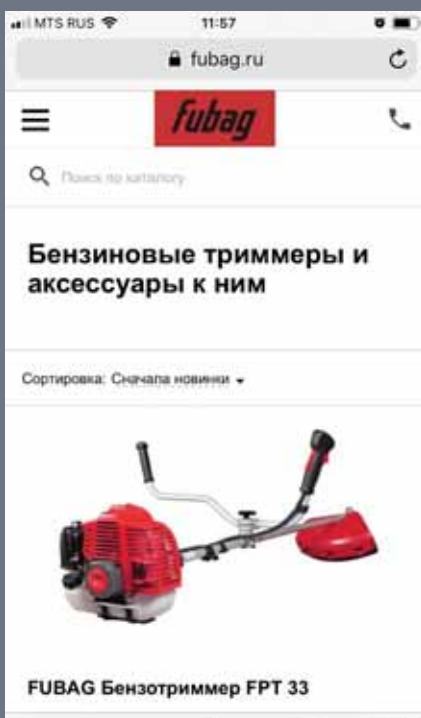 MTS RUS
11:57
fubag.ru
fubag
Поиск по каталогу
Бензиновые триммеры и
аксессуары к ним
Сортировка: Сначала новинки
FUBAG Бензотриммер FPT 33